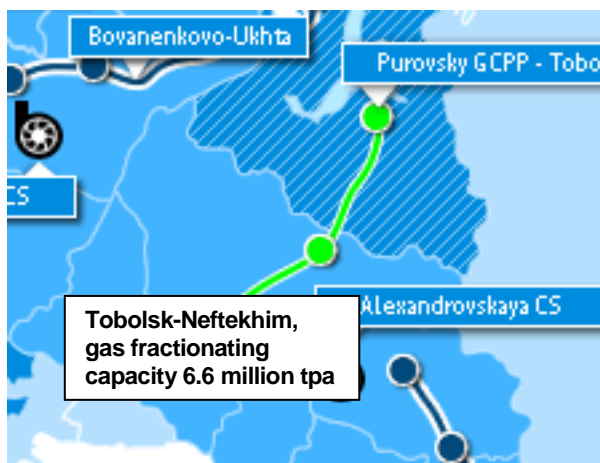 Bovanenkovo-Ukhta
Purovsky GCPP - Tobo
CS
Alexandrovskaya CS
Tobolsk-Neftekhim,
gas fractionating
capacity 6.6 million tpa